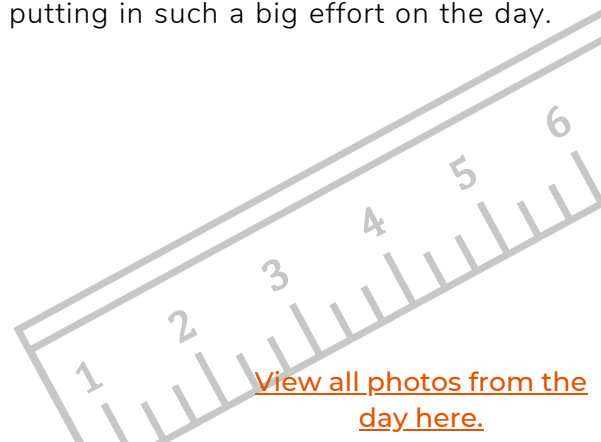 putting in such a big effort on the day.
6
5
4
3
2
1
View all photos from the
day here.